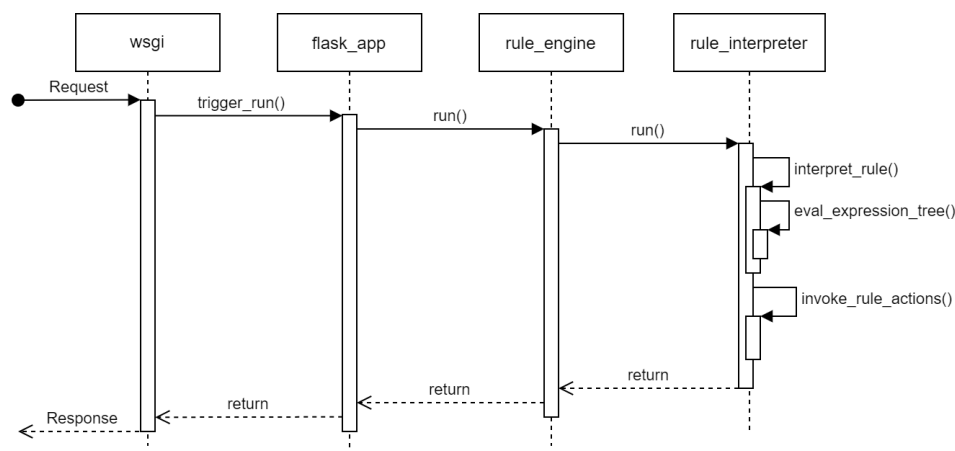 wsgi
flask_app
rule_engine
rule_interpreter
Request
trigger_run()
run()
run()
interpret_rule()
eval_expression_tree()
invoke_rule_actions()
return
return
return
Response